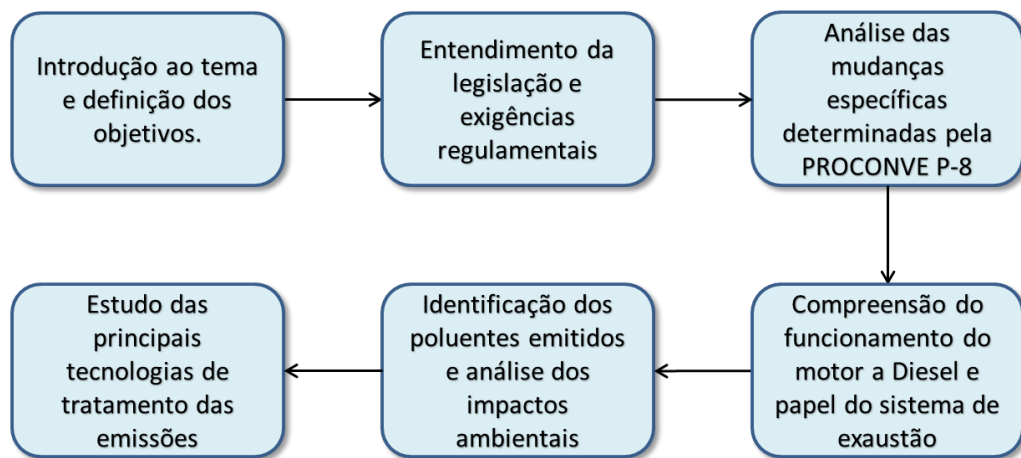 Introdução ao tema
e definição dos
objetivos.
Entendimento da
legislação e
exigências
regulamentais
Análise das
mudanças
específicas
determinadas pela
PROCONVE P-8
Compreensão do
funcionamento do
motor a Diesel e
papel do sistema de
exaustão
Identificação dos
poluentes emitidos
e análise dos
impactos
ambientais
Estudo das
principais
tecnologias de
tratamento das
emissões